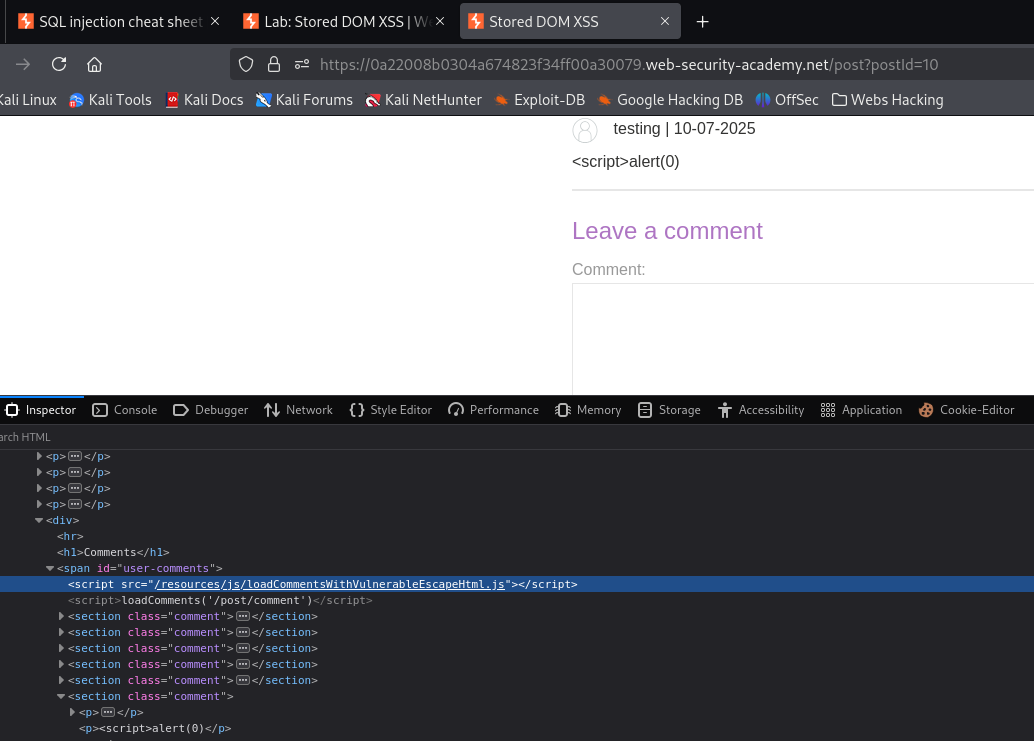 SQL injection cheat sheet
Lab: Stored DOM XSS | We
Stored DOM XSS
https://0a22008b0304a674823f34ff00a30079.web-security-academy.net/post?postId=10
Kali Linux Kali Tools Kali Docs Kali Forums Kali NetHunter Exploit-DB Google Hacking DB OffSec Webs Hacking
testing | 10-07-2025
<script>alert(0)
Leave a comment
Comment:
Inspector Console Debugger Network Style Editor Performance Memory Storage Accessibility Application Cookie-Editor
arch HTML
<p>···</p>
<p>···</p>
<p>···</p>
<p>···</p>
<div>
<hr>
<h1>Comments</h1>
<span id="user-comments">
<script src="/resources/js/loadCommentsWithVulnerableEscapeHtml.js"></script>
<script>loadComments('/post/comment')</script>
<section class="comment">···</section>
<section class="comment">···</section>
<section class="comment">···</section>
<section class="comment">···</section>
<section class="comment">···</section>
<section class="comment">
<p>···</p>
<p><script>alert(0)</p>